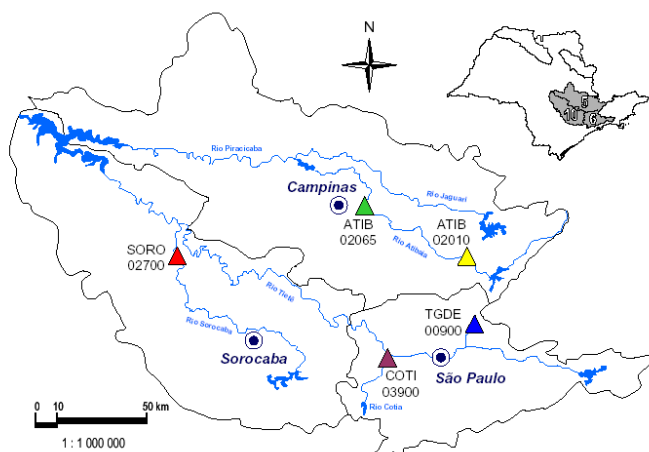 N
5
10
6
Rio Piracicaba
Campinas
Rio Jaguari
ATIB
02065
ATIB
02010
Rio Atibaia
SORO
02700
Rio Tietê
TGDE
00900
Rio Sorocaba
Sorocaba
São Paulo
COTI
03900
Rio Cotia
0 10 50 km
1 : 1 000 000